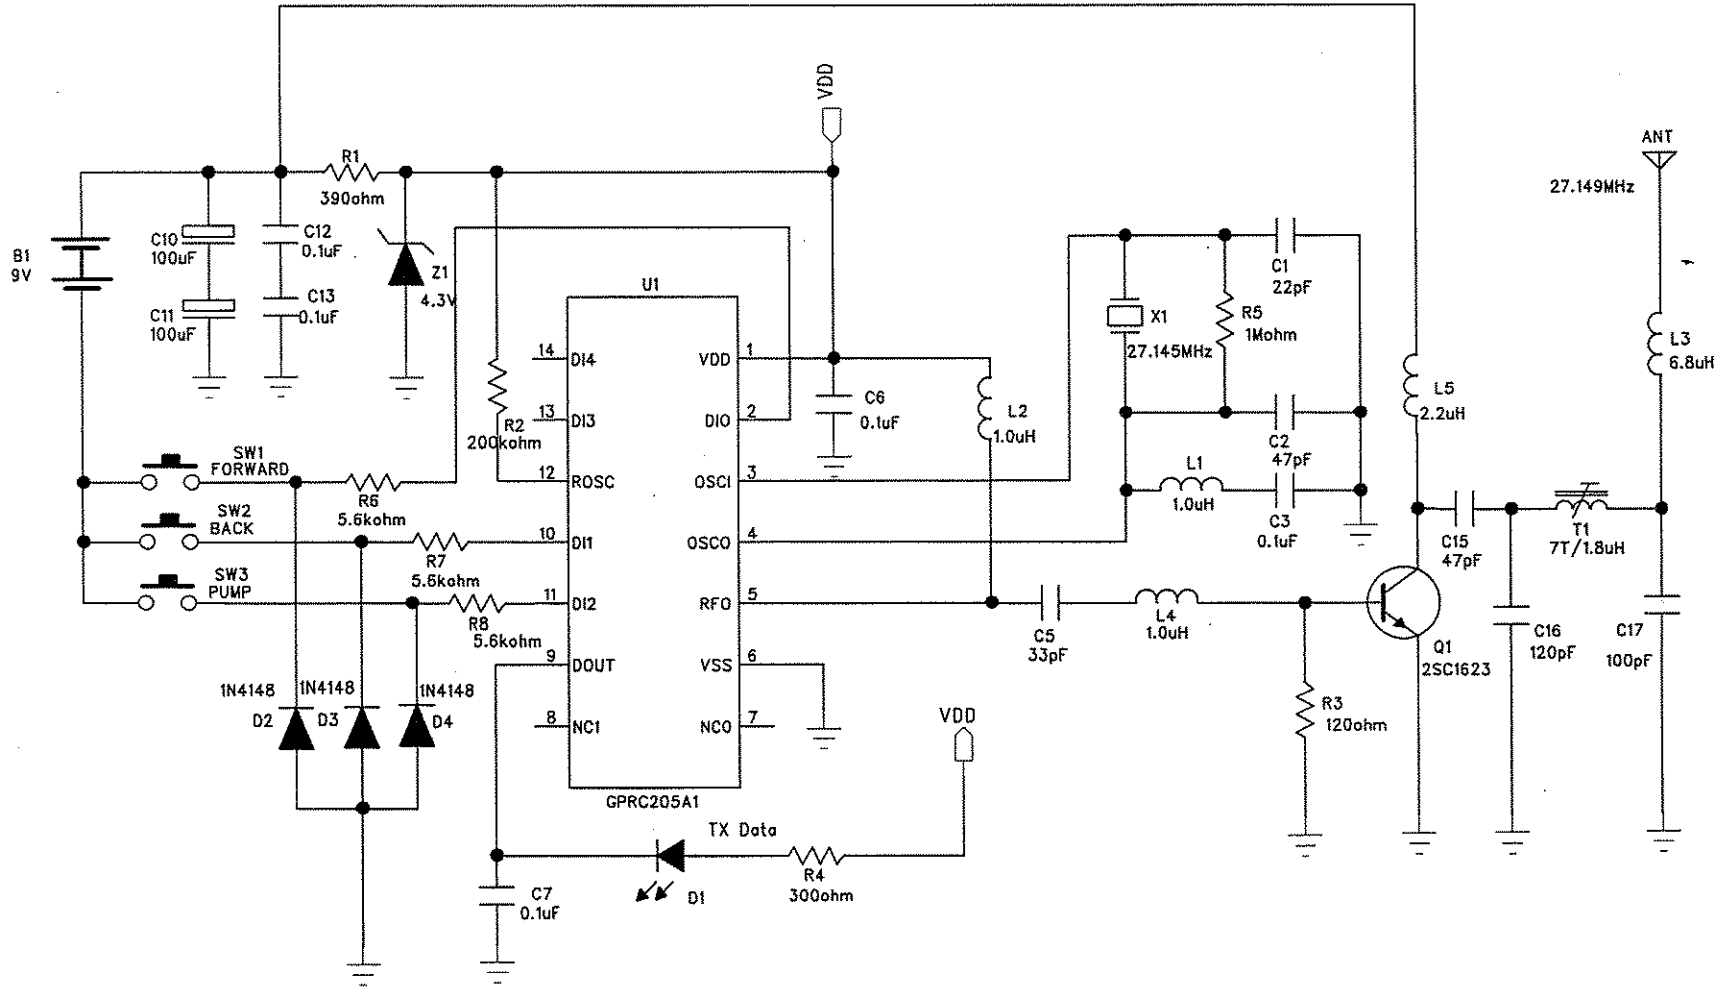 VDD
ANT
27.149MHz
R1
390ohm
B1
9V
C10
100uF
C12
0.1uF
C11
100uF
C13
0.1uF
Z1
4.3V
U1
C1
22pF
X1
27.145MHz
R5
1Mohm
L3
6.8uH
14 DI4
VDD 1
13 DI3
DIO 2
12 ROSC
OSCI 3
10 DI1
OSCO 4
11 DI2
RFO 5
9 DOUT
VSS 6
8 NC1
NCO 7
R2
200kohm
C6
0.1uF
L2
1.0uH
C2
47pF
L5
2.2uH
SW1
FORWARD
R6
5.6kohm
L1
1.0uH
C3
0.1uF
SW2
BACK
R7
5.6kohm
C15
47pF
T1
7T/1.8uH
SW3
PUMP
R8
5.6kohm
C5
33pF
L4
1.0uH
Q1
2SC1623
C16
120pF
C17
100pF
1N4148
D2
1N4148
D3
1N4148
D4
R3
120ohm
VDD
GPRC205A1
TX Data
C7
0.1uF
D1
R4
300ohm